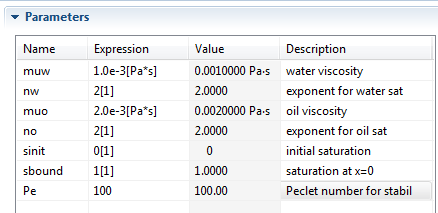 Parameters
Name Expression Value Description
muw 1.0e-3[Pa*s] 0.0010000 Pa·s water viscosity
nw 2[1] 2.0000 exponent for water sat
muo 2.0e-3[Pa*s] 0.0020000 Pa·s oil viscosity
no 2[1] 2.0000 exponent for oil sat
sinit 0[1] 0 initial saturation
sbound 1[1] 1.0000 saturation at x=0
Pe 100 100.00 Peclet number for stabil